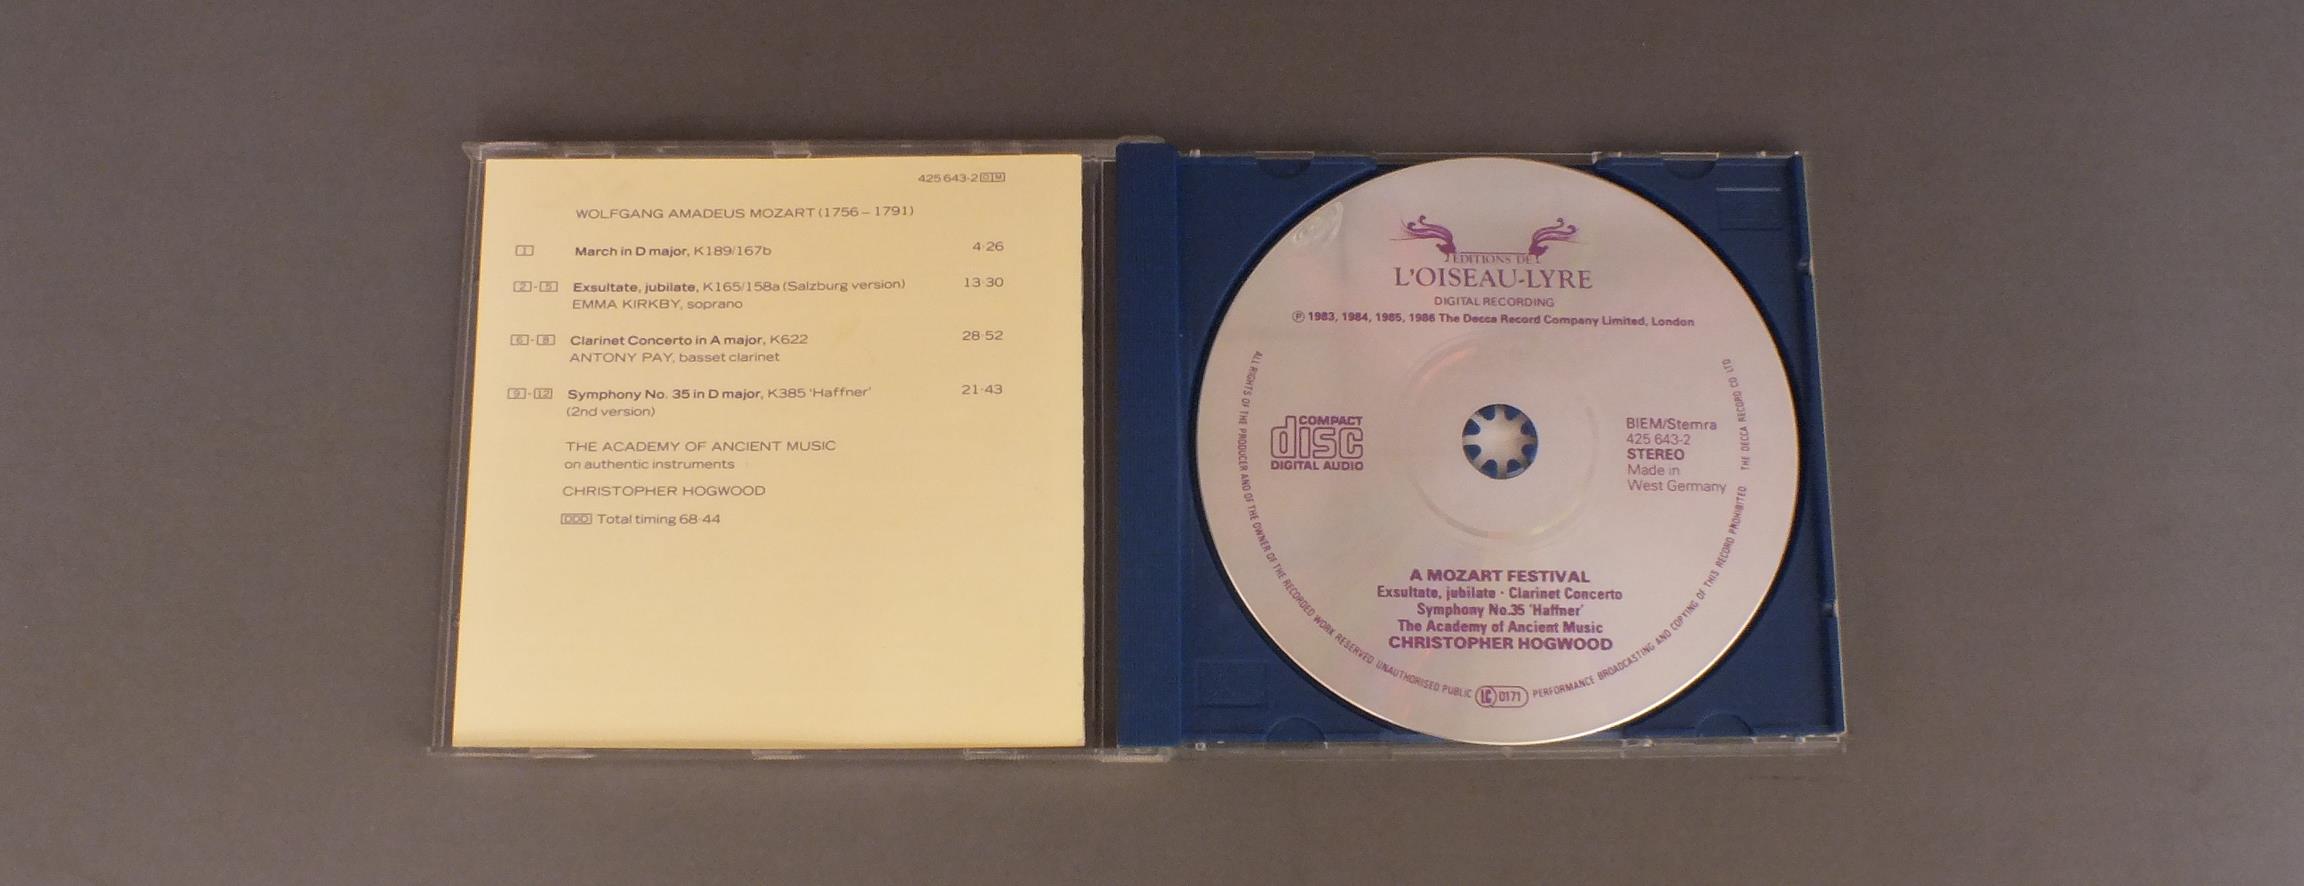 425 643-2 DM
WOLFGANG AMADEUS MOZART (1756 – 1791)
1 March in D major, K189/167b 4·26
2 - 5 Exsultate, jubilate, K165/158a (Salzburg version) 13·30
EMMA KIRKBY, soprano
6 - 8 Clarinet Concerto in A major, K622 28·52
ANTONY PAY, basset clarinet
9 - 12 Symphony No. 35 in D major, K385 'Haffner' 21·43
(2nd version)
THE ACADEMY OF ANCIENT MUSIC
on authentic instruments
CHRISTOPHER HOGWOOD
DDD Total timing 68·44
EDITIONS DE
L'OISEAU-LYRE
DIGITAL RECORDING
Ⓟ 1983, 1984, 1985, 1986 The Decca Record Company Limited, London
COMPACT
disc
DIGITAL AUDIO
BIEM/Stemra
425 643-2
STEREO
Made in
West Germany
A MOZART FESTIVAL
Exsultate, jubilate · Clarinet Concerto
Symphony No.35 'Haffner'
The Academy of Ancient Music
CHRISTOPHER HOGWOOD
ALL RIGHTS OF THE PRODUCER AND OF THE OWNER OF THE RECORDED WORK RESERVED UNAUTHORISED PUBLIC LC 0171 PERFORMANCE BROADCASTING AND COPYING OF THIS RECORD PROHIBITED THE DECCA RECORD CO LTD